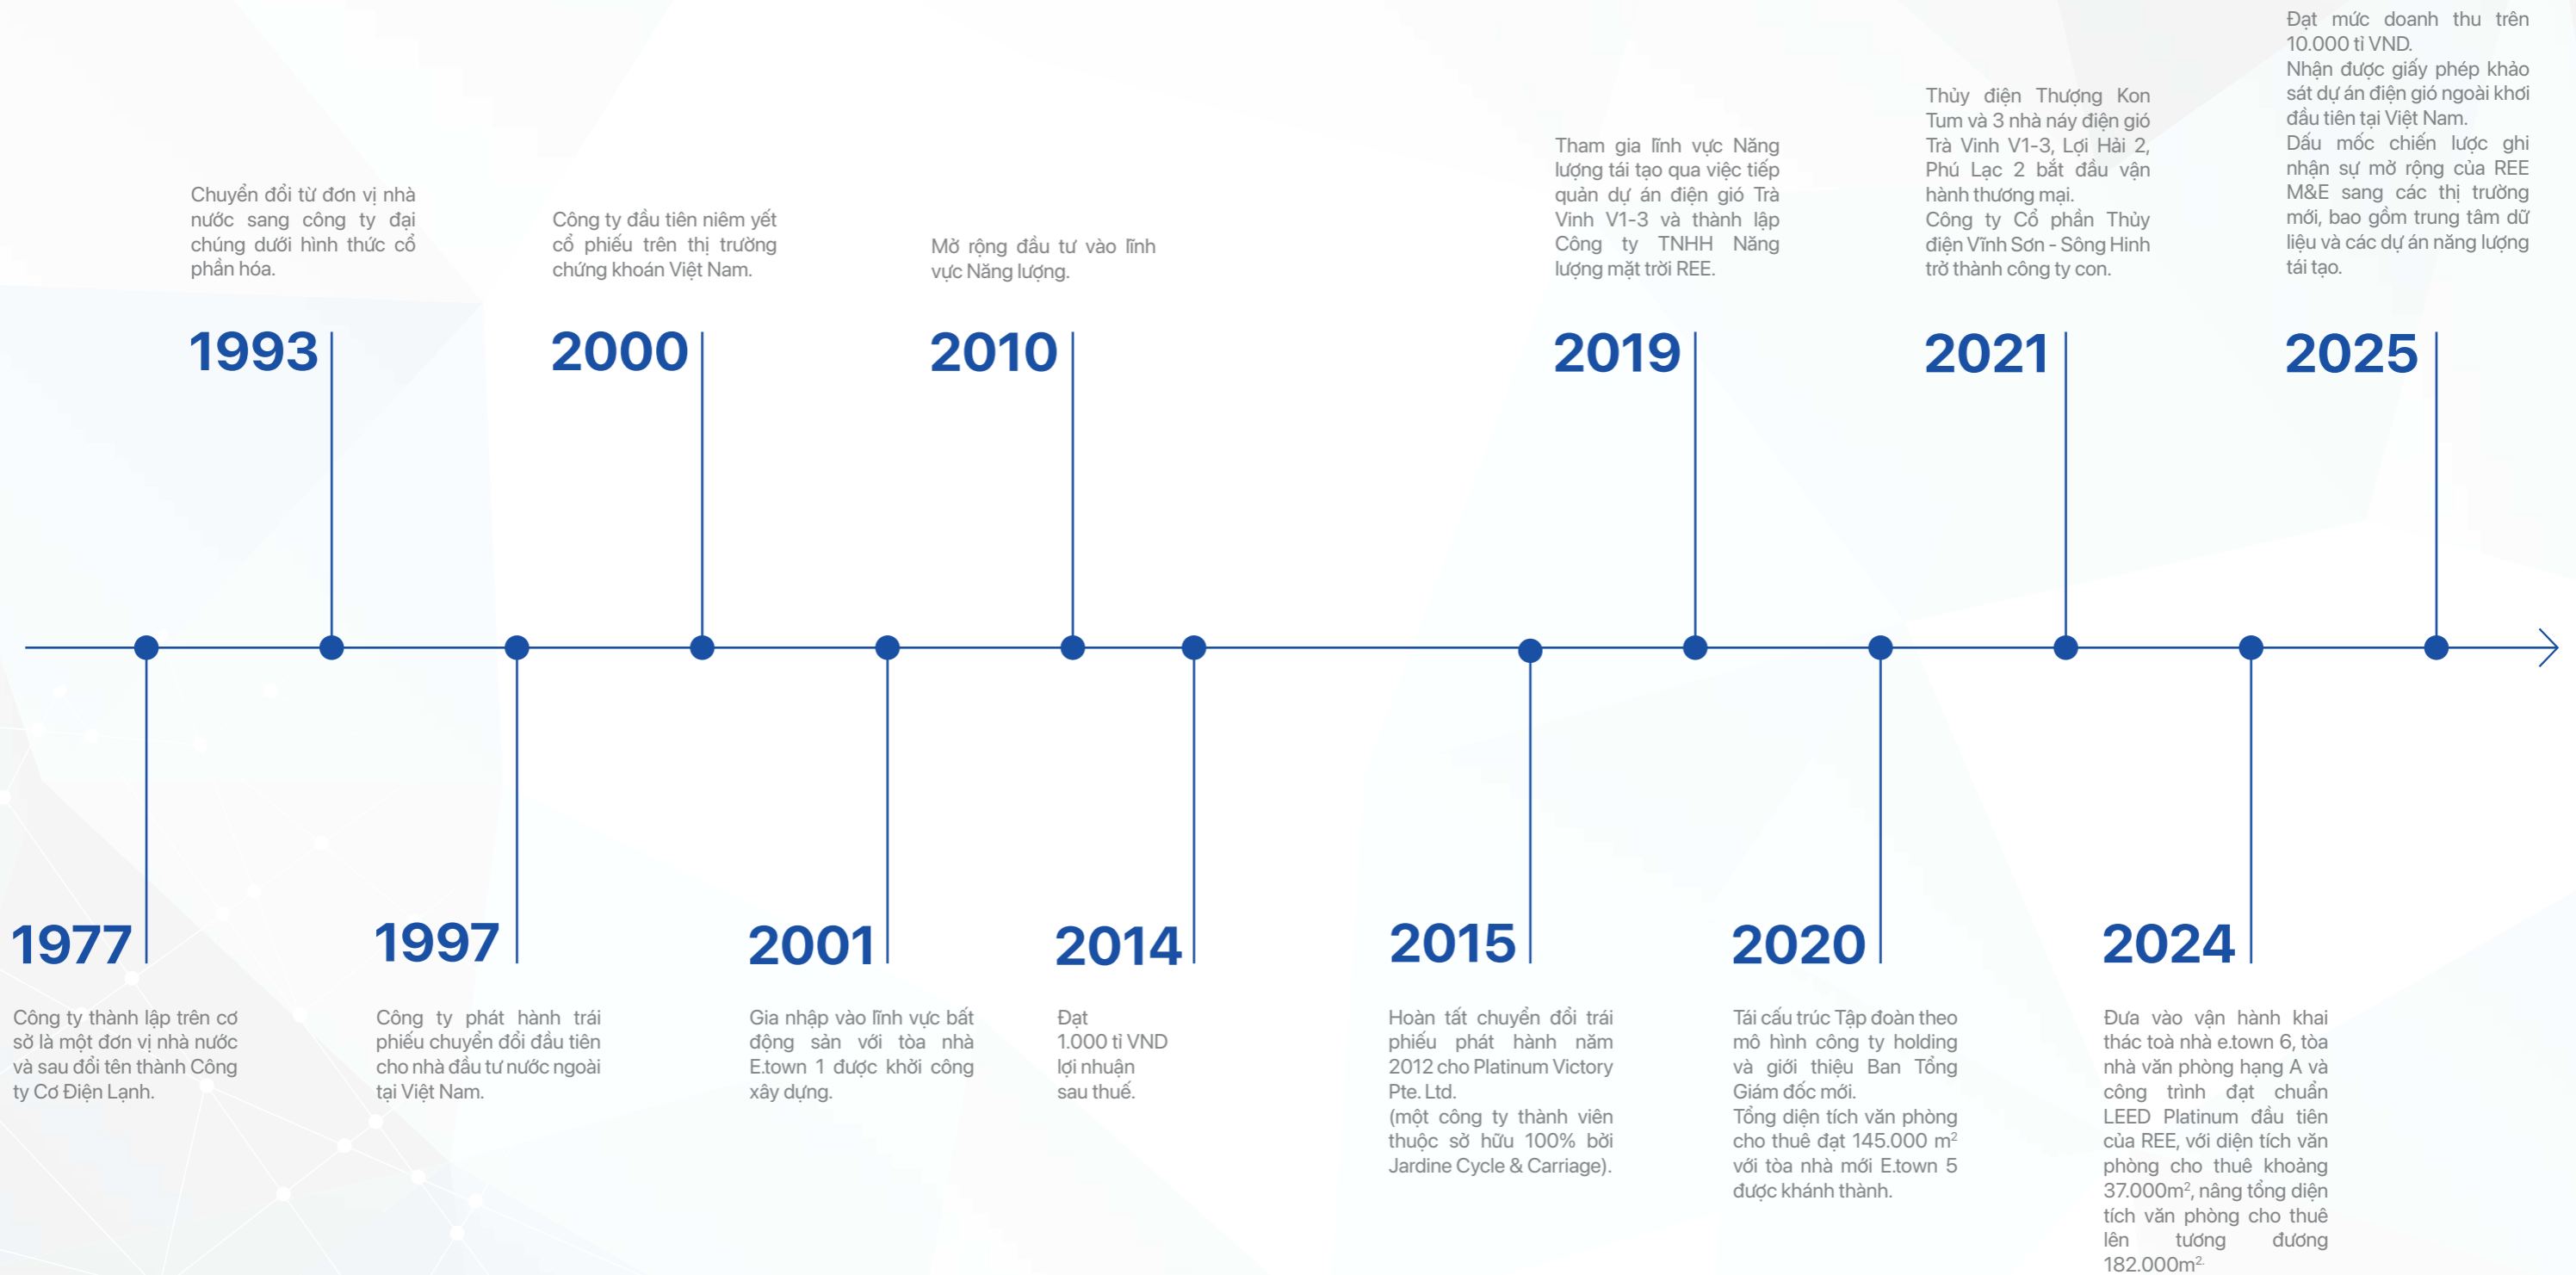 Chuyển đổi từ đơn vị nhà
nước sang công ty đại
chúng dưới hình thức cổ
phần hóa.
1993
Công ty đầu tiên niêm yết
cổ phiếu trên thị trường
chứng khoán Việt Nam.
2000
Mở rộng đầu tư vào lĩnh
vực Năng lượng.
2010
Tham gia lĩnh vực Năng
lượng tái tạo qua việc tiếp
quản dự án điện gió Trà
Vinh V1-3 và thành lập
Công ty TNHH Năng
lượng mặt trời REE.
2019
Thủy điện Thượng Kon
Tum và 3 nhà náy điện gió
Trà Vinh V1-3, Lợi Hải 2,
Phú Lạc 2 bắt đầu vận
hành thương mại.
Công ty Cổ phần Thủy
điện Vĩnh Sơn - Sông Hinh
trở thành công ty con.
2021
Đạt mức doanh thu trên
10.000 tỉ VND.
Nhận được giấy phép khảo
sát dự án điện gió ngoài khơi
đầu tiên tại Việt Nam.
Dấu mốc chiến lược ghi
nhận sự mở rộng của REE
M&E sang các thị trường
mới, bao gồm trung tâm dữ
liệu và các dự án năng lượng
tái tạo.
2025
1977
Công ty thành lập trên cơ
sở là một đơn vị nhà nước
và sau đổi tên thành Công
ty Cơ Điện Lạnh.
1997
Công ty phát hành trái
phiếu chuyển đổi đầu tiên
cho nhà đầu tư nước ngoài
tại Việt Nam.
2001
Gia nhập vào lĩnh vực bất
động sản với tòa nhà
E.town 1 được khởi công
xây dựng.
2014
Đạt
1.000 tỉ VND
lợi nhuận
sau thuế.
2015
Hoàn tất chuyển đổi trái
phiếu phát hành năm
2012 cho Platinum Victory
Pte. Ltd.
(một công ty thành viên
thuộc sở hữu 100% bởi
Jardine Cycle & Carriage).
2020
Tái cấu trúc Tập đoàn theo
mô hình công ty holding
và giới thiệu Ban Tổng
Giám đốc mới.
Tổng diện tích văn phòng
cho thuê đạt 145.000 m²
với tòa nhà mới E.town 5
được khánh thành.
2024
Đưa vào vận hành khai
thác toà nhà e.town 6, tòa
nhà văn phòng hạng A và
công trình đạt chuẩn
LEED Platinum đầu tiên
của REE, với diện tích văn
phòng cho thuê khoảng
37.000m², nâng tổng diện
tích văn phòng cho thuê
lên tương đương
182.000m².